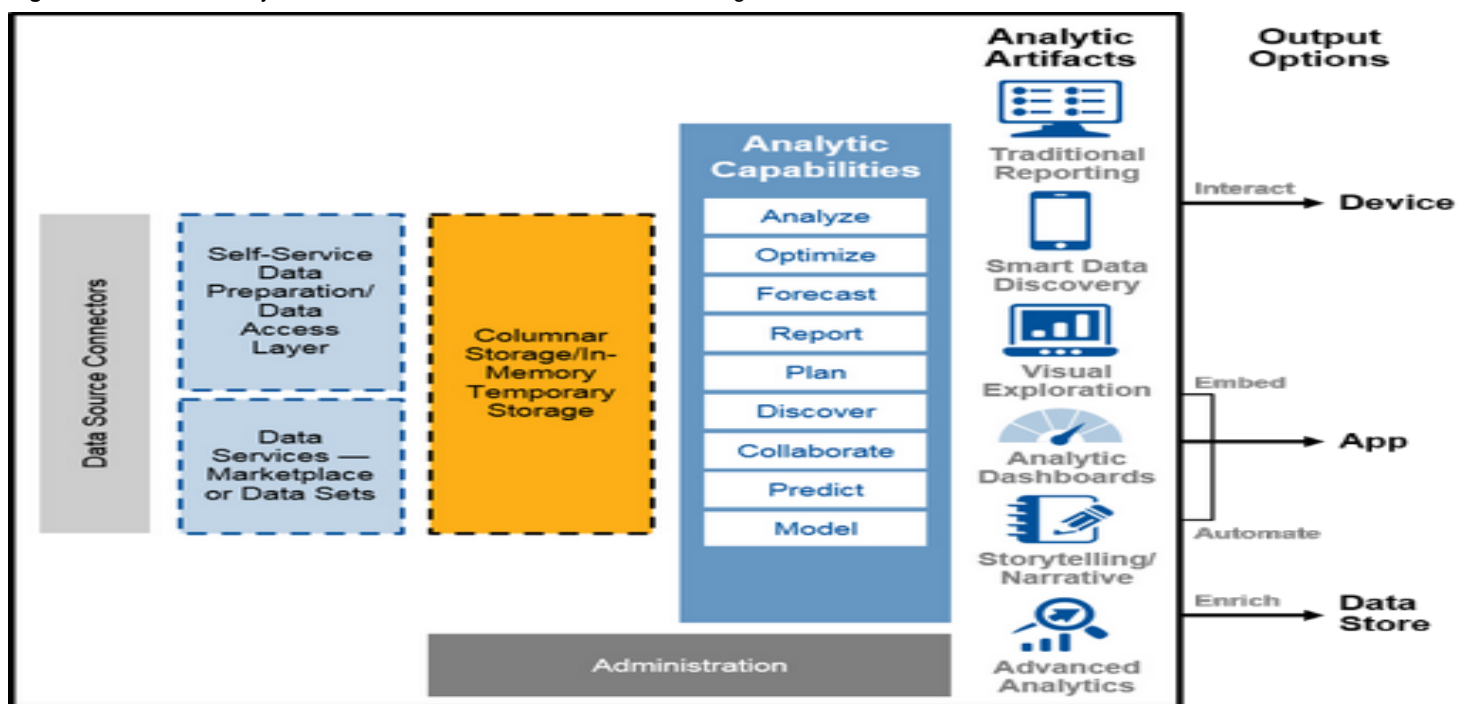 Analytic
Artifacts
Output
Options
Data Source Connectors
Self-Service
Data
Preparation/
Data
Access
Layer
Data
Services —
Marketplace
or Data Sets
Columnar
Storage/In-
Memory
Temporary
Storage
Analytic
Capabilities
Analyze
Optimize
Forecast
Report
Plan
Discover
Collaborate
Predict
Model
Administration
Traditional
Reporting
Smart Data
Discovery
Visual
Exploration
Analytic
Dashboards
Storytelling/
Narrative
Advanced
Analytics
Interact
Device
Embed
App
Automate
Enrich
Data
Store